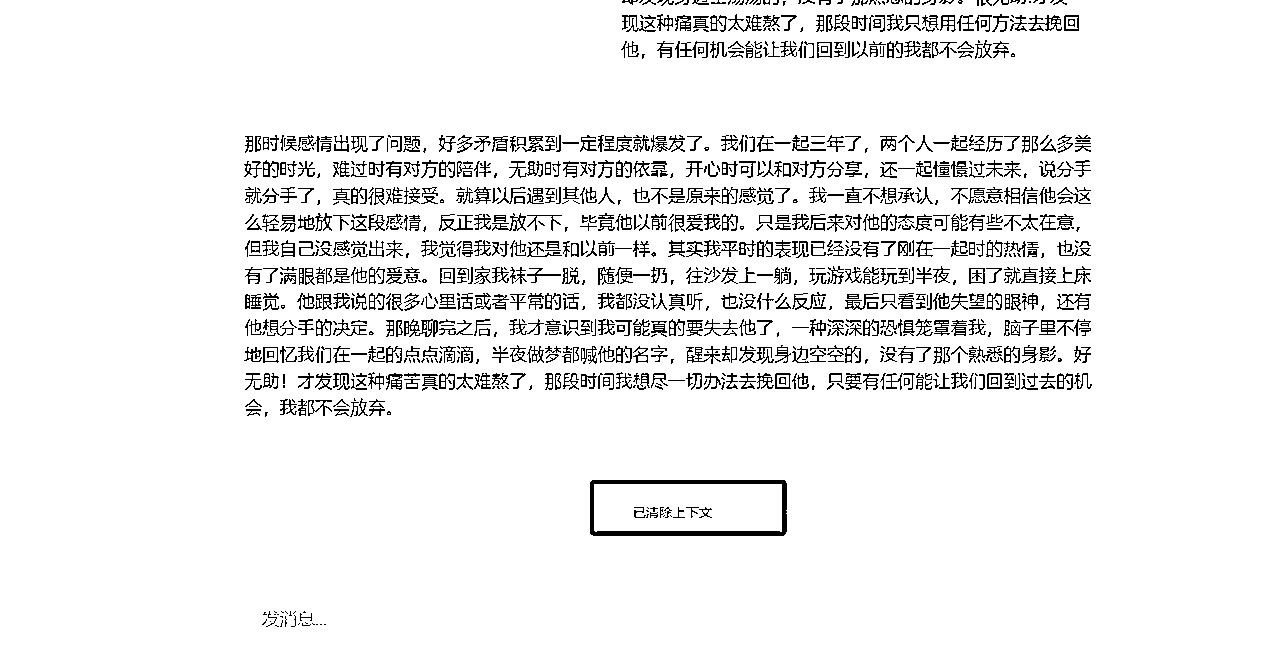 现这种痛真的太难熬了，那段时间我只想用任何方法去挽回
他，有任何机会能让我们回到以前的我都不会放弃。
那时候感情出现了问题，好多矛盾积累到一定程度就爆发了。我们在一起三年了，两个人一起经历了那么多美
好的时光，难过时有对方的陪伴，无助时有对方的依靠，开心时可以和对方分享，还一起憧憬过未来，说分手
就分手了，真的很难接受。就算以后遇到其他人，也不是原来的感觉了。我一直不想承认，不愿意相信他会这
么轻易地放下这段感情，反正我是放不下，毕竟他以前很爱我的。只是我后来对他的态度可能有些不太在意，
但我自己没感觉出来，我觉得我对他还是和以前一样。其实我平时的表现已经没有了刚在一起时的热情，也没
有了满眼都是他的爱意。回到家我袜子一脱，随便一扔，往沙发上一躺，玩游戏能玩到半夜，困了就直接上床
睡觉。他跟我说的很多心里话或者平常的话，我都没认真听，也没什么反应，最后只看到他失望的眼神，还有
他想分手的决定。那晚聊完之后，我才意识到我可能真的要失去他了，一种深深的恐惧笼罩着我，脑子里不停
地回忆我们在一起的点点滴滴，半夜做梦都喊他的名字，醒来却发现身边空空的，没有了那个熟悉的身影。好
无助！才发现这种痛苦真的太难熬了，那段时间我想尽一切办法去挽回他，只要有任何能让我们回到过去的机
会，我都不会放弃。
已清除上下文
发消息...